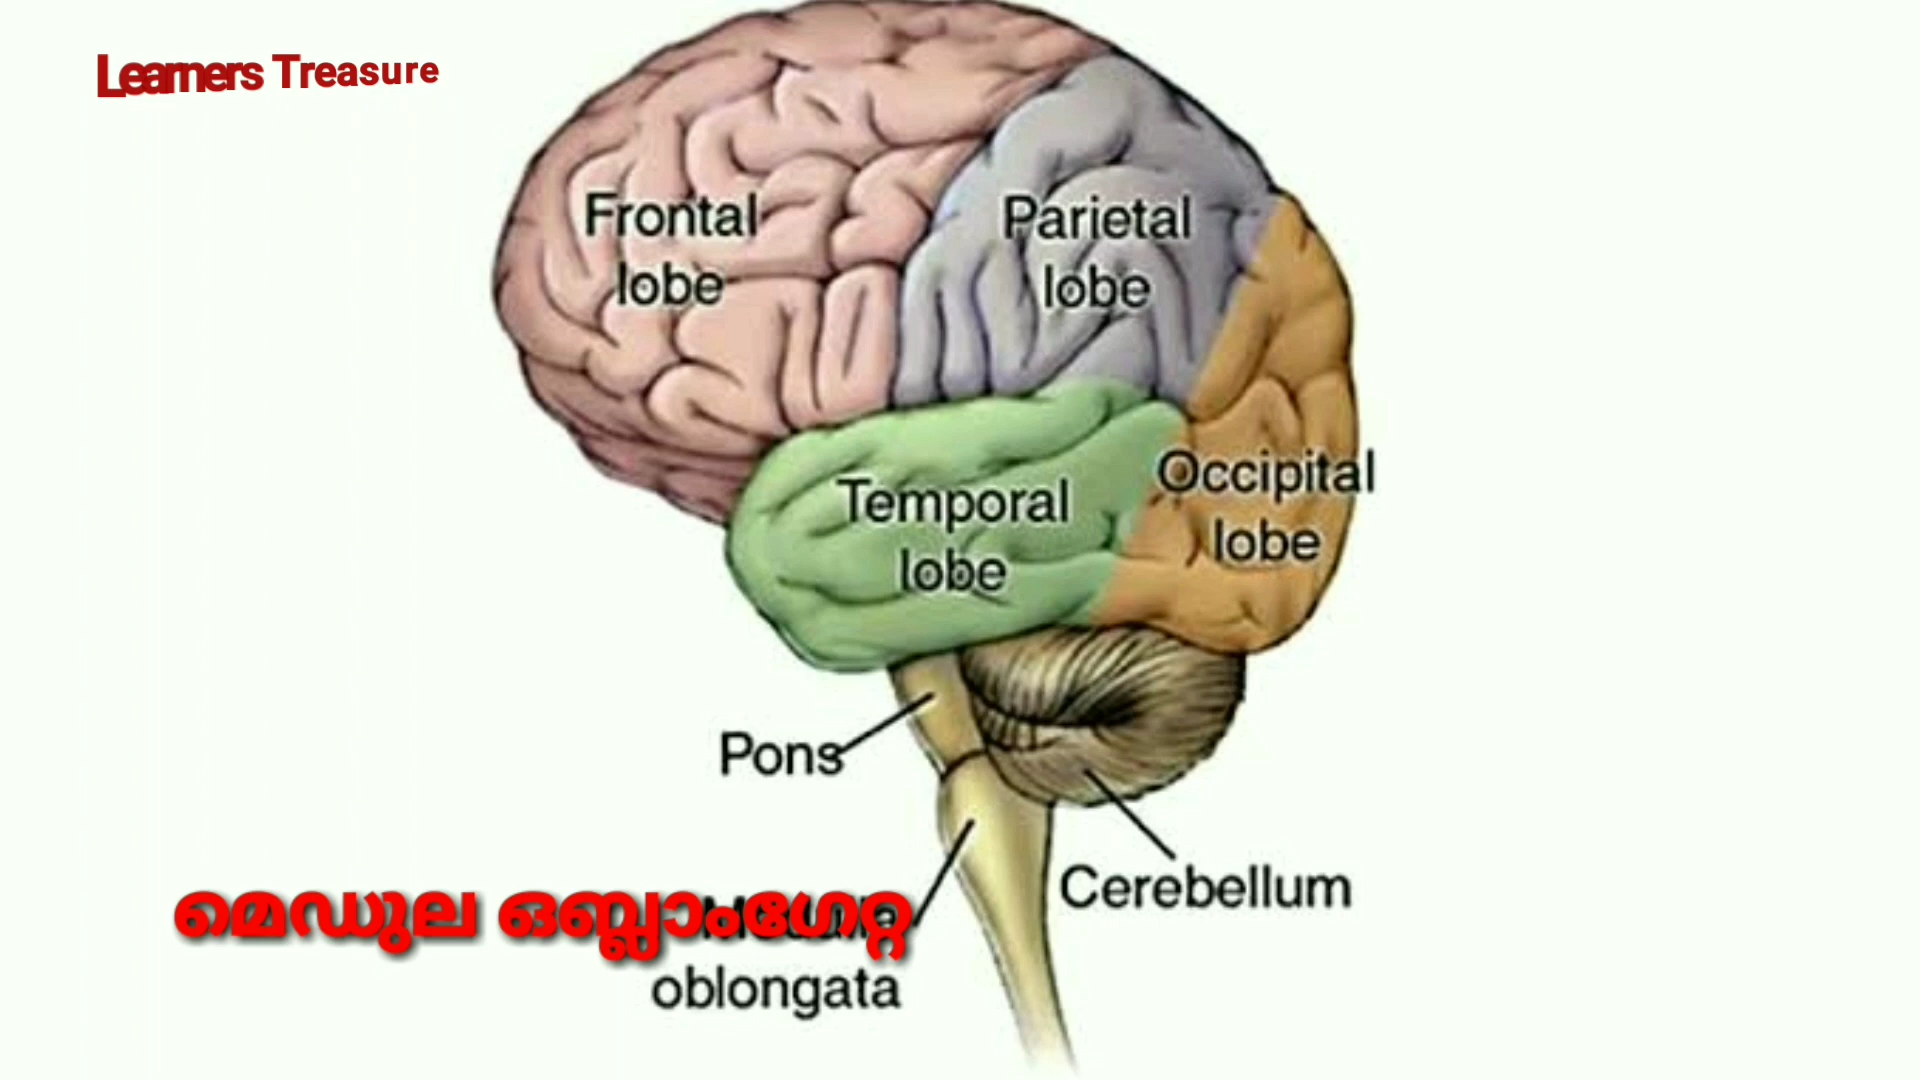 Learners Treasure
Frontal
lobe
Parietal
lobe
Temporal
lobe
Occipital
lobe
Pons
Cerebellum
മെഡുല ഒബ്ലാംഗേറ്റ
oblongata